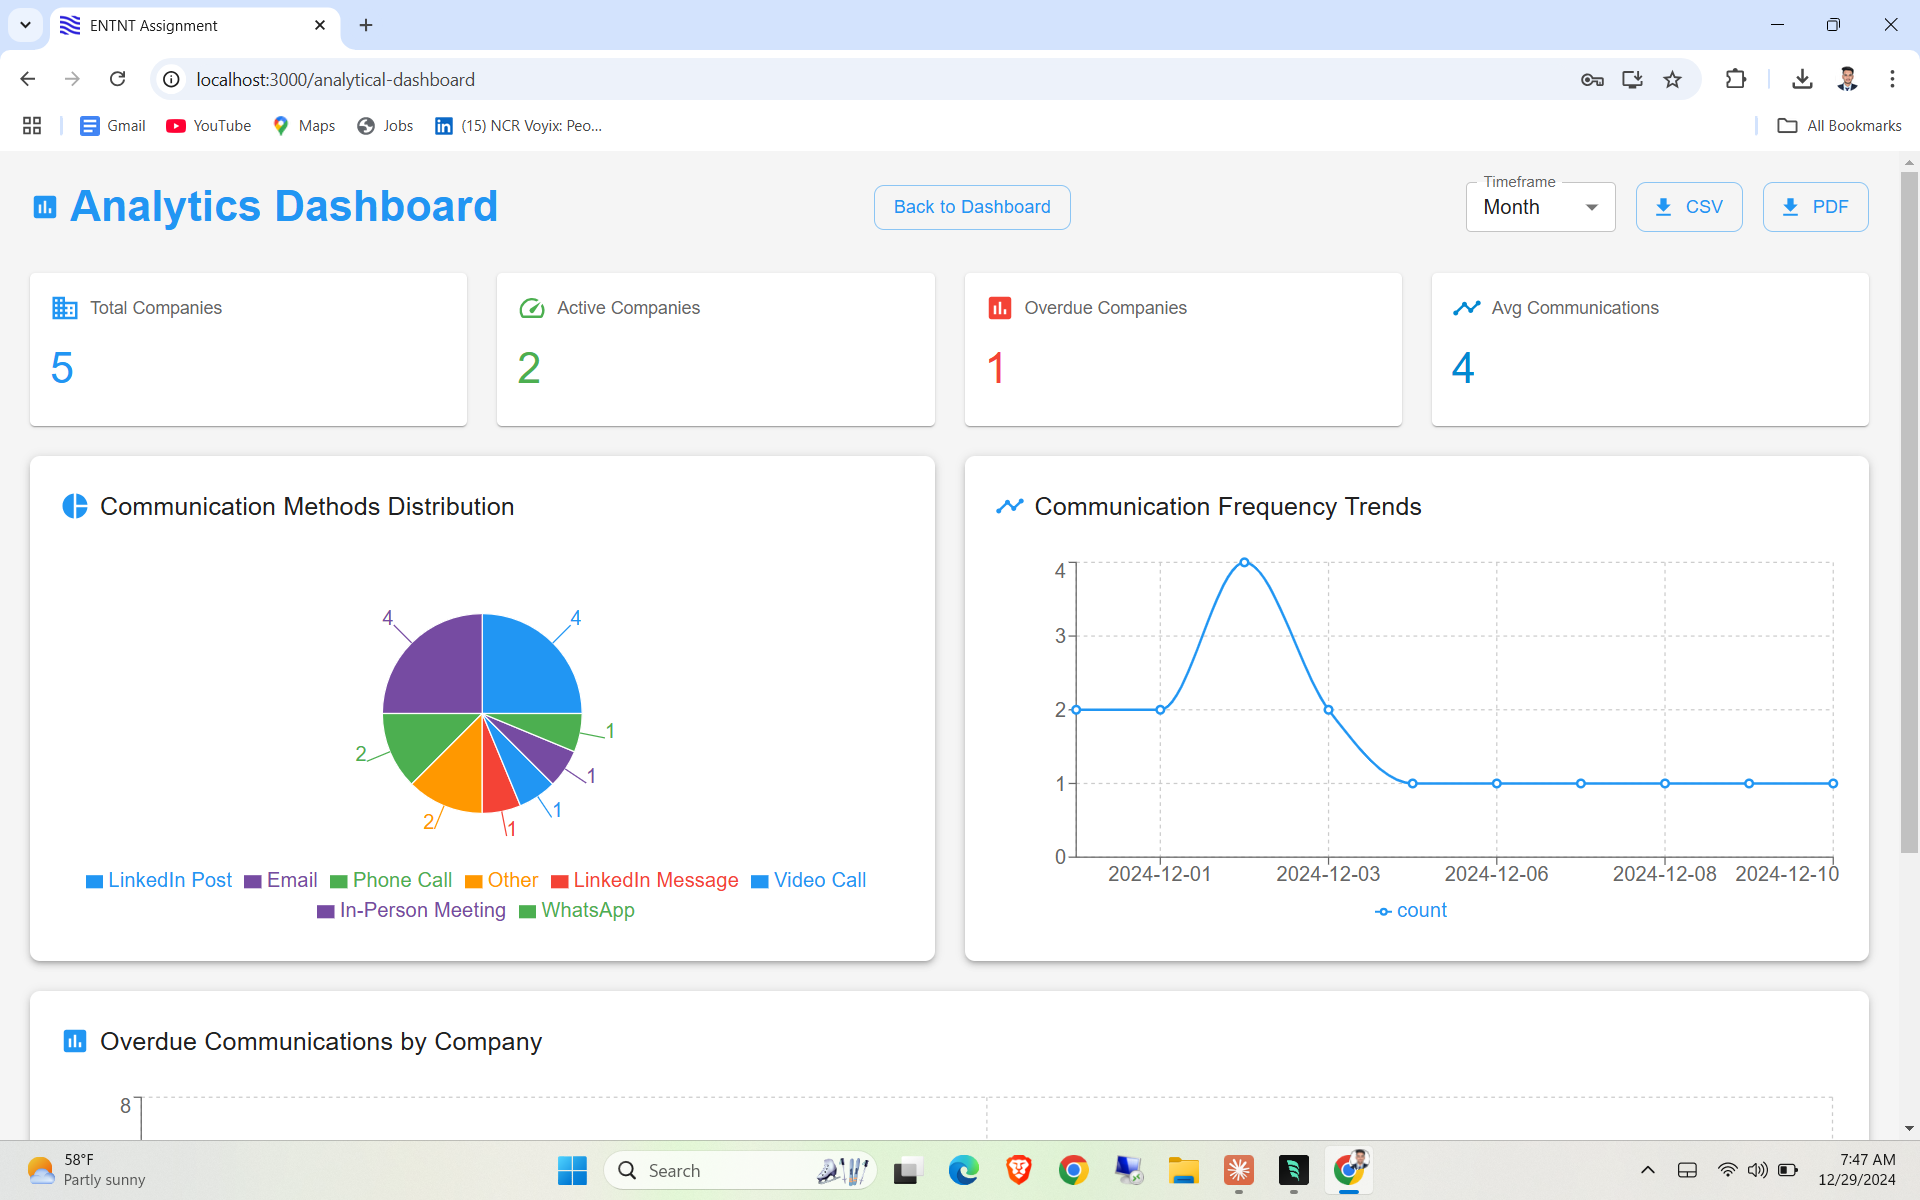 ENTNT Assignment
localhost:3000/analytical-dashboard
Gmail YouTube Maps Jobs (15) NCR Voyix: Peo... All Bookmarks
Analytics Dashboard
Back to Dashboard
Timeframe
Month
CSV
PDF
Total Companies
5
Active Companies
2
Overdue Companies
1
Avg Communications
4
Communication Methods Distribution
4 4
1
2
1
2 1 1
LinkedIn Post Email Phone Call Other LinkedIn Message Video Call
In-Person Meeting WhatsApp
Communication Frequency Trends
4
3
2
1
0
2024-12-01 2024-12-03 2024-12-06 2024-12-08 2024-12-10
count
Overdue Communications by Company
8
58°F
Partly sunny
Search
7:47 AM
12/29/2024